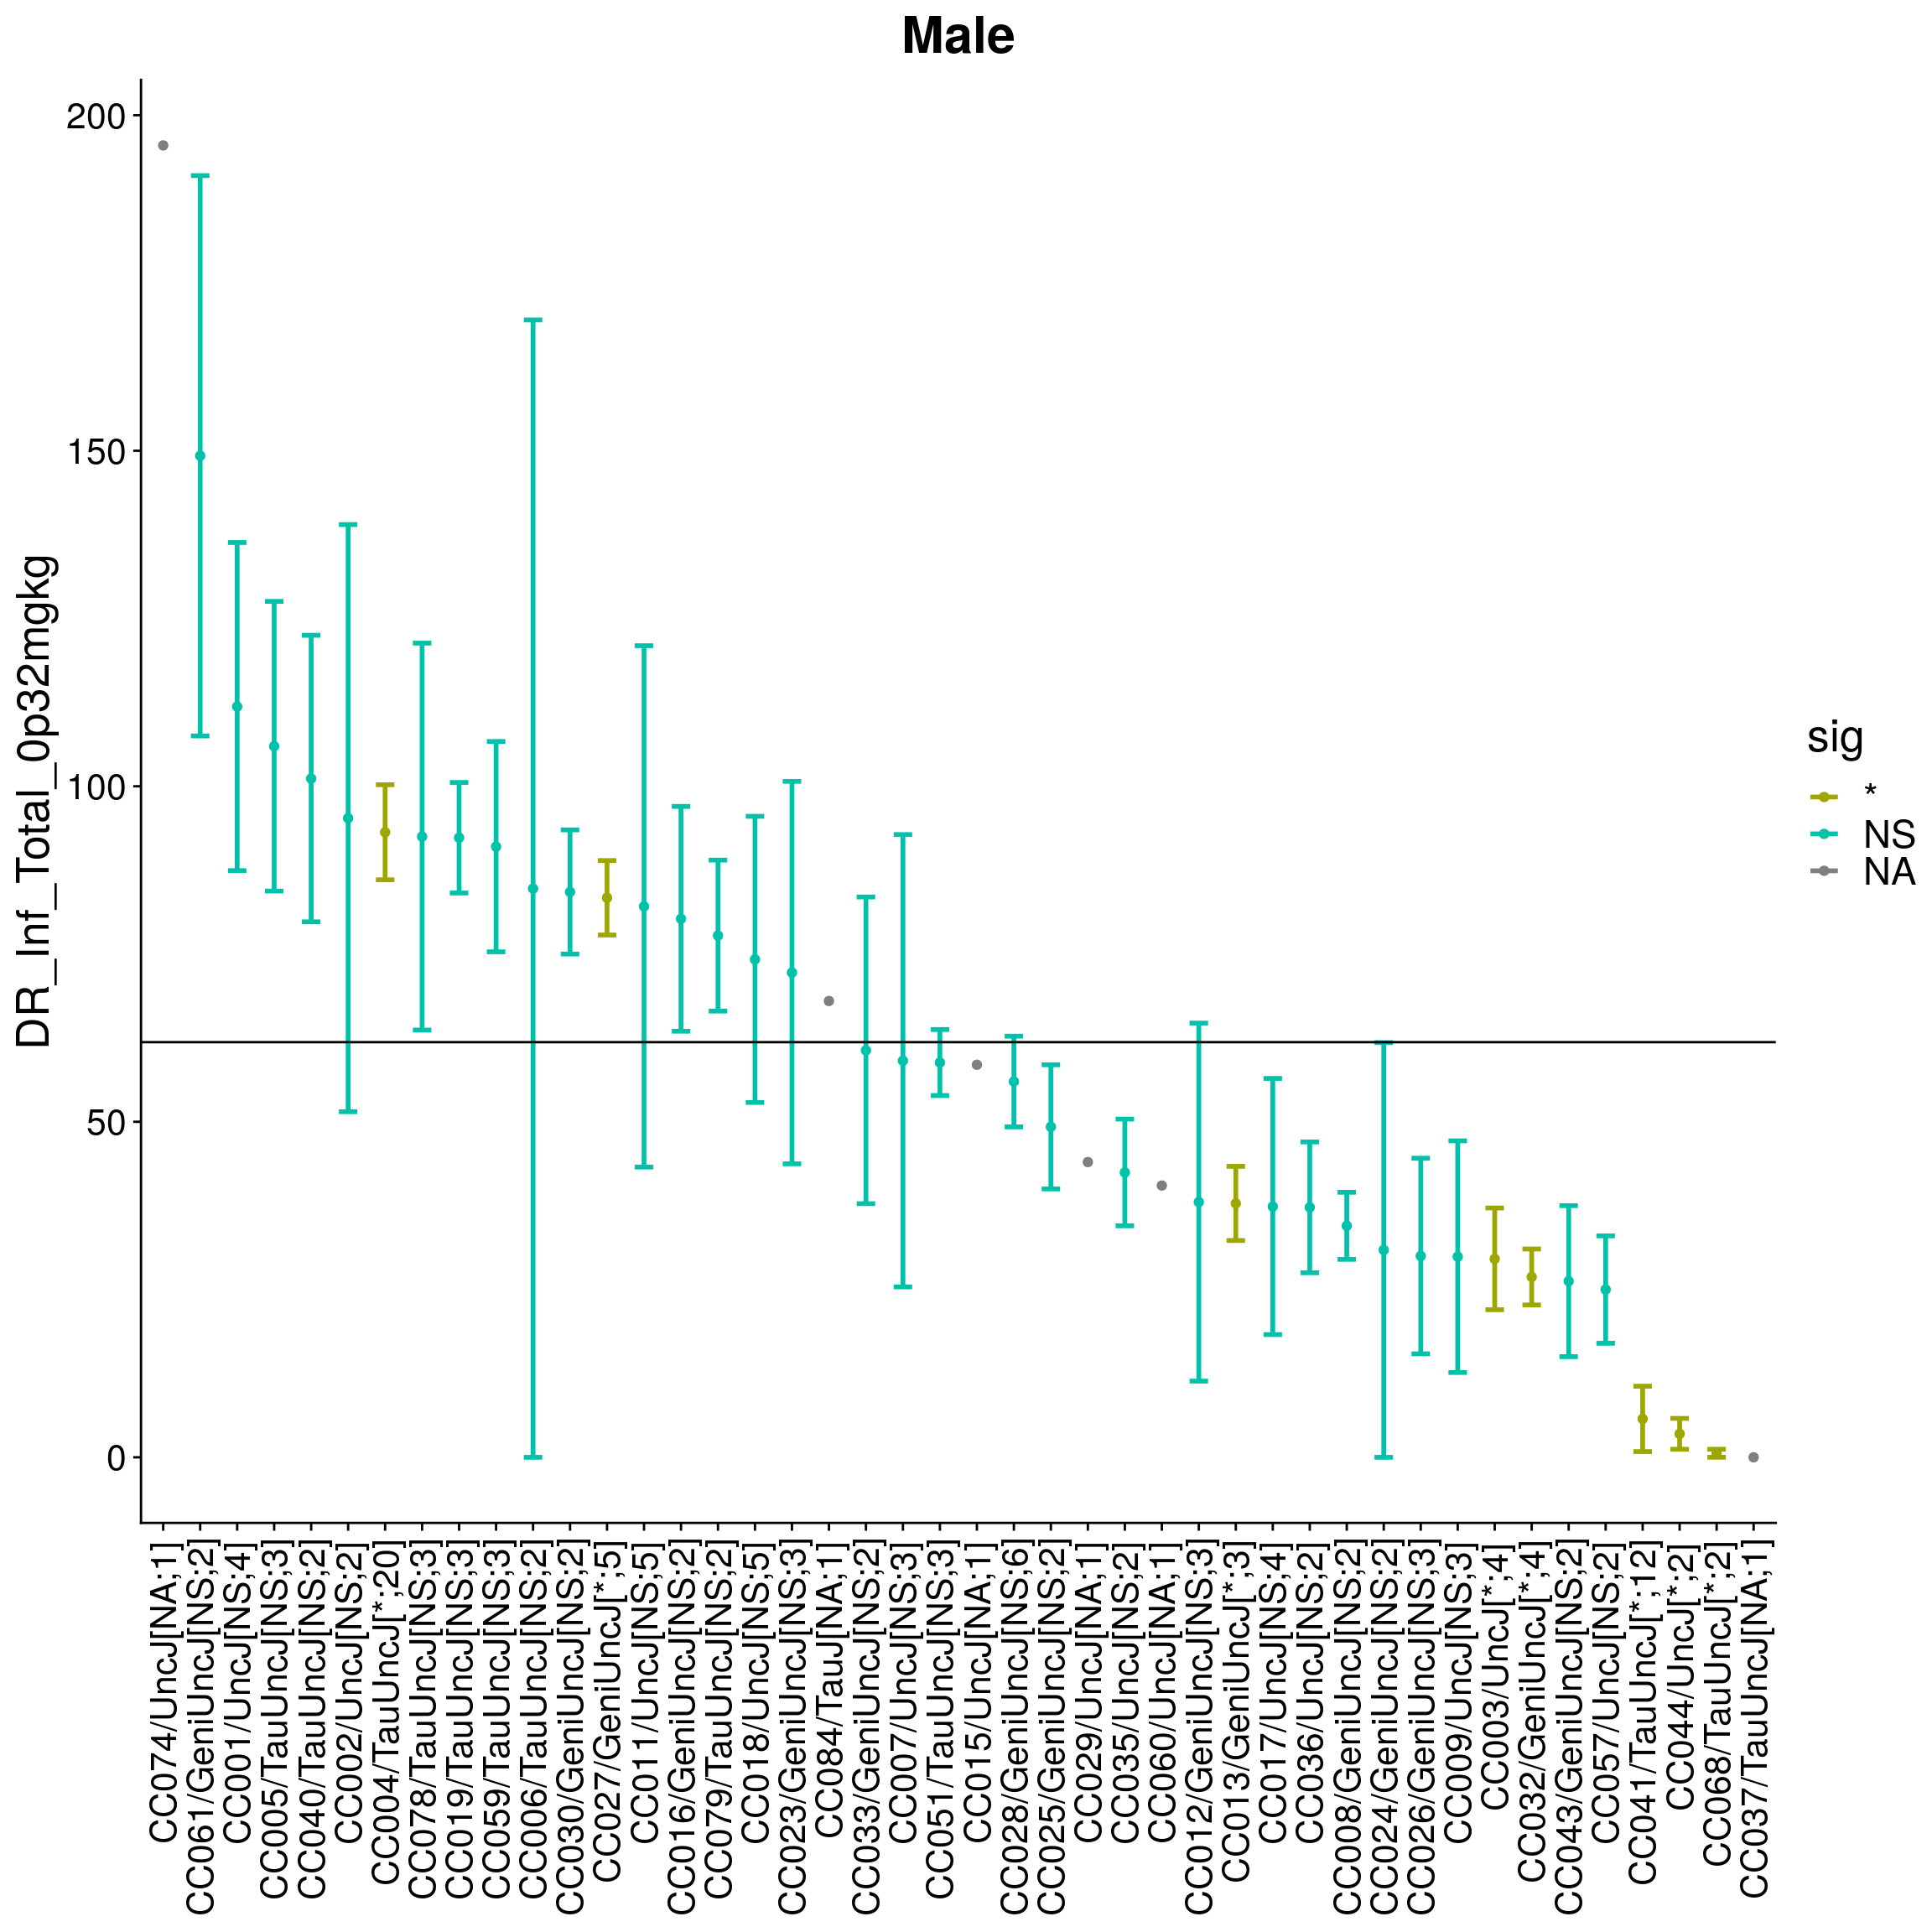 Male
DR_Inf_Total_0p32mgkg
200
150
100
50
0
CC074/UncJ[NA;1]
CC061/GeniUncJ[NS;2]
CC001/UncJ[NS;4]
CC005/TauUncJ[NS;3]
CC040/TauUncJ[NS;2]
CC002/UncJ[NS;2]
CC004/TauUncJ[*;20]
CC078/TauUncJ[NS;3]
CC019/TauUncJ[NS;3]
CC059/TauUncJ[NS;3]
CC006/TauUncJ[NS;2]
CC030/GeniUncJ[NS;2]
CC027/GeniUncJ[*;5]
CC011/UncJ[NS;5]
CC016/GeniUncJ[NS;2]
CC079/TauUncJ[NS;2]
CC018/UncJ[NS;5]
CC023/GeniUncJ[NS;3]
CC084/TauJ[NA;1]
CC033/GeniUncJ[NS;2]
CC007/UncJ[NS;3]
CC051/TauUncJ[NS;3]
CC015/UncJ[NA;1]
CC028/GeniUncJ[NS;6]
CC025/GeniUncJ[NS;2]
CC029/UncJ[NA;1]
CC035/UncJ[NS;2]
CC060/UncJ[NA;1]
CC012/GeniUncJ[NS;3]
CC013/GeniUncJ[*;3]
CC017/UncJ[NS;4]
CC036/UncJ[NS;2]
CC008/GeniUncJ[NS;2]
CC024/GeniUncJ[NS;2]
CC026/GeniUncJ[NS;3]
CC009/UncJ[NS;3]
CC003/UncJ[*;4]
CC032/GeniUncJ[*;4]
CC043/GeniUncJ[NS;2]
CC057/UncJ[NS;2]
CC041/TauUncJ[*;12]
CC044/UncJ[*;2]
CC068/TauUncJ[*;2]
CC037/TauUncJ[NA;1]
sig
*
NS
NA